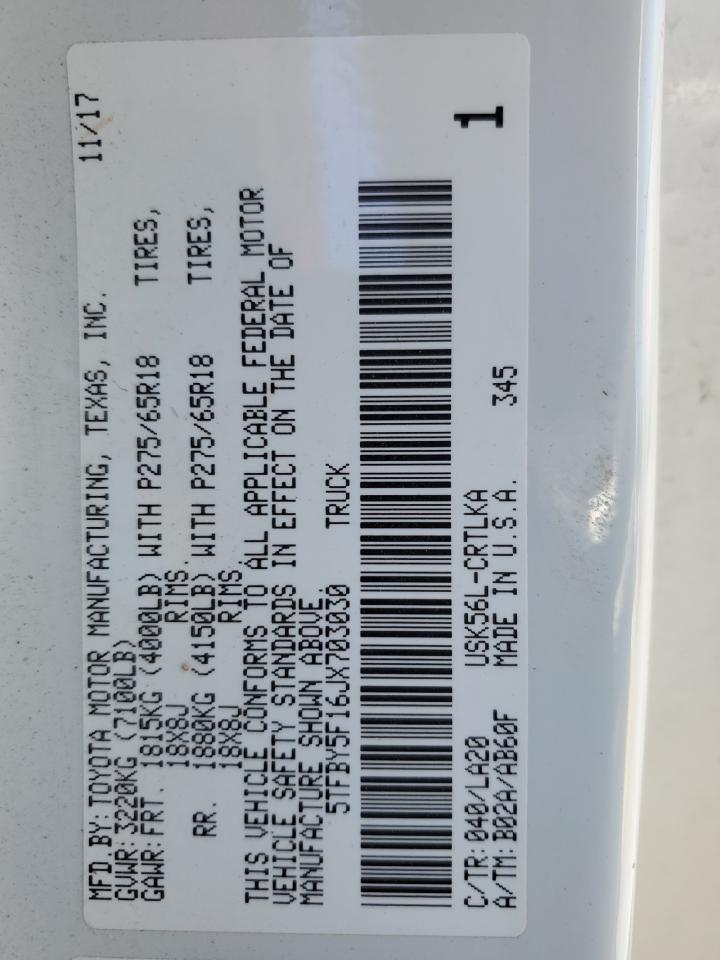 MFD.BY:TOYOTA MOTOR MANUFACTURING, TEXAS, INC. 11/17
GVWR:3220KG (7100LB)
GAWR:FRT. 1815KG (4000LB) WITH P275/65R18 TIRES,
18X8J RIMS,
RR. 1880KG (4150LB) WITH P275/65R18 TIRES,
18X8J RIMS,
THIS VEHICLE CONFORMS TO ALL APPLICABLE FEDERAL MOTOR
VEHICLE SAFETY STANDARDS IN EFFECT ON THE DATE OF
MANUFACTURE SHOWN ABOVE.
5TFBY5F16JX703030 TRUCK
C/TR:040/LA20 USK56L-CRTLKA 1
A/TM:B02A/AB60F MADE IN U.S.A. 345